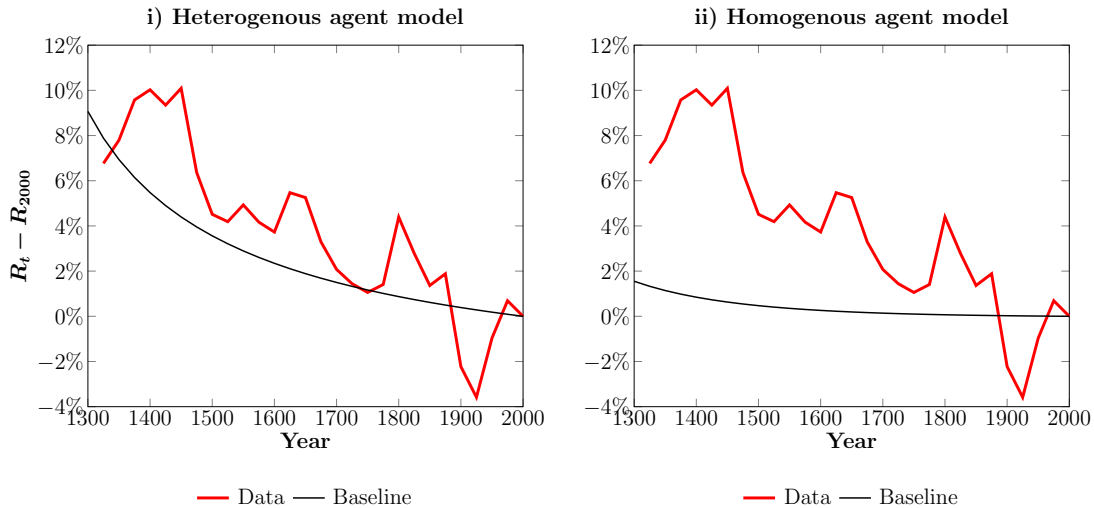 i) Heterogenous agent model
12%
10%
8%
6%
4%
2%
0%
−2%
−4%
R_t − R_2000
1300 1400 1500 1600 1700 1800 1900 2000
Year
Data Baseline
ii) Homogenous agent model
12%
10%
8%
6%
4%
2%
0%
−2%
−4%
1300 1400 1500 1600 1700 1800 1900 2000
Year
Data Baseline